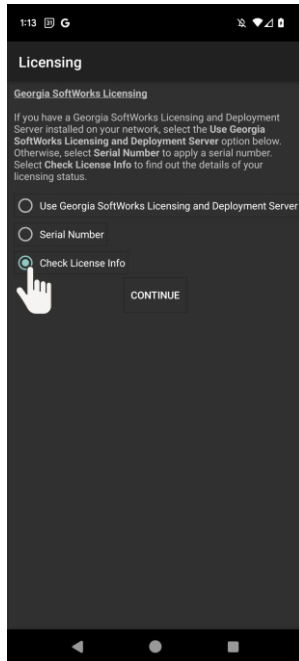 1:13 31 G
Licensing
Georgia SoftWorks Licensing
If you have a Georgia SoftWorks Licensing and Deployment
Server installed on your network, select the Use Georgia
SoftWorks Licensing and Deployment Server option below.
Otherwise, select Serial Number to apply a serial number.
Select Check License Info to find out the details of your
licensing status.
Use Georgia SoftWorks Licensing and Deployment Server
Serial Number
Check License Info
CONTINUE